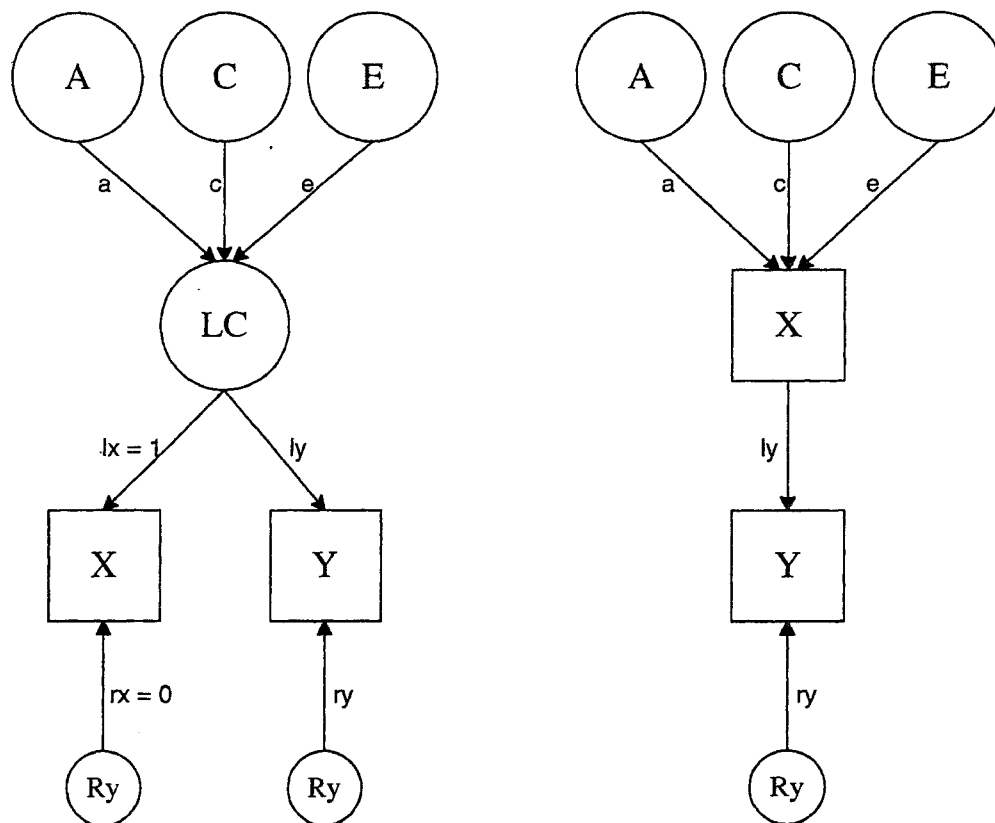 A C E A C E
a c e a c e
LC X
lx = 1 ly ly
X Y Y
rx = 0 ry ry
Ry Ry Ry